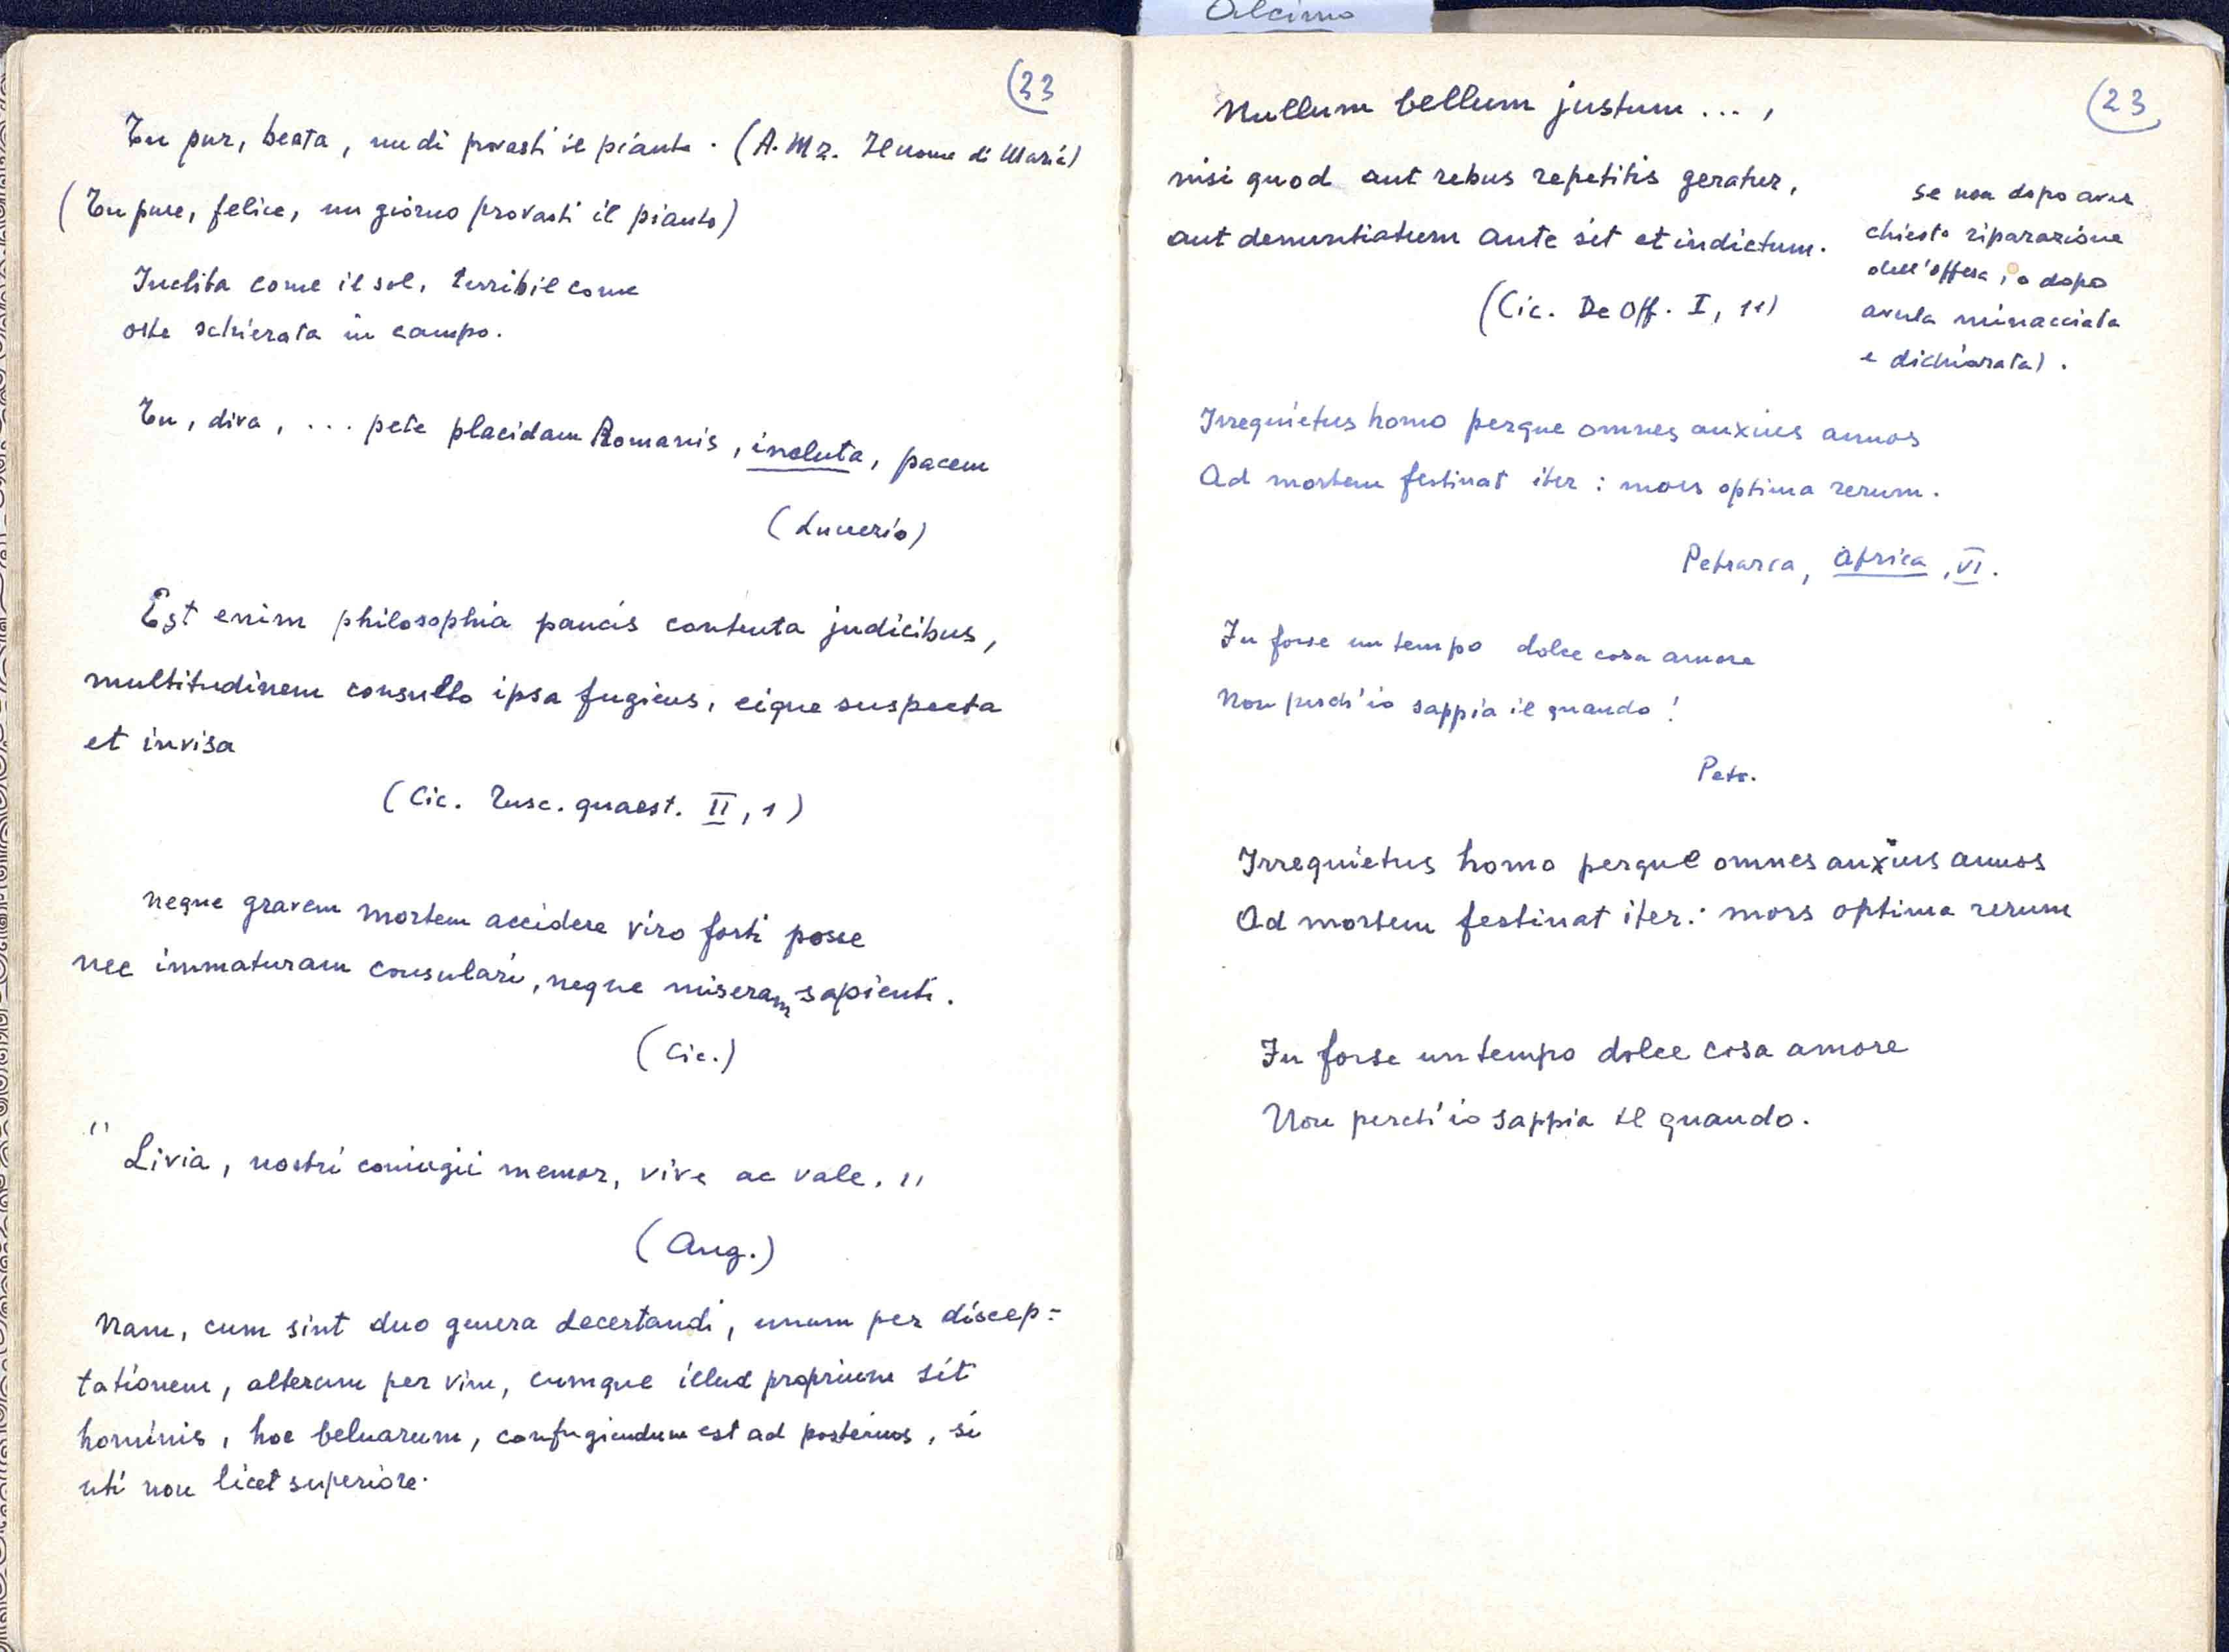 Alcimo
(33
Tu pur, beata, un dì provasti il pianto. (A. Mz. Il nome di Maria)
(Tu pure, felice, un giorno provasti il pianto)
Inclita come il sol, terribil come
oste schierata in campo.
Tu, diva, ... pete placidam Romanis, incluta, pacem
(Lucrezio)
Est enim philosophia paucis contenta judicibus,
multitudinem consulto ipsa fugiens, eique suspecta
et invisa
(Cic. Tusc. quaest. II, 1)
neque gravem mortem accidere viro forti posse
nec immaturam consulari, neque miseram sapienti.
(Cic.)
" Livia, nostri coniugii memor, vive ac vale. "
(Aug.)
Nam, cum sint duo genera decertandi, unum per discep=
tationem, alterum per vim, cumque illud proprium sit
hominis, hoc beluarum, confugiendum est ad posterius, si
uti non licet superiore.
(23
Nullum bellum justum ... ,
nisi quod aut rebus repetitis geratur,
aut denuntiatum ante sit et indictum.
(Cic. De Off. I, 11)
se non dopo aver
chiesto riparazione
dell'offesa, o dopo
averla minacciata
e dichiarata).
Irrequietus homo perque omnes anxius annos
Ad mortem festinat iter: mors optima rerum.
Petrarca, Africa, VI.
Fu forse un tempo dolce cosa amore
Non perch'io sappia il quando!
Petr.
Irrequietus homo perque omnes anxius annos
Ad mortem festinat iter: mors optima rerum
Fu forse un tempo dolce cosa amore
Non perch'io sappia il quando.